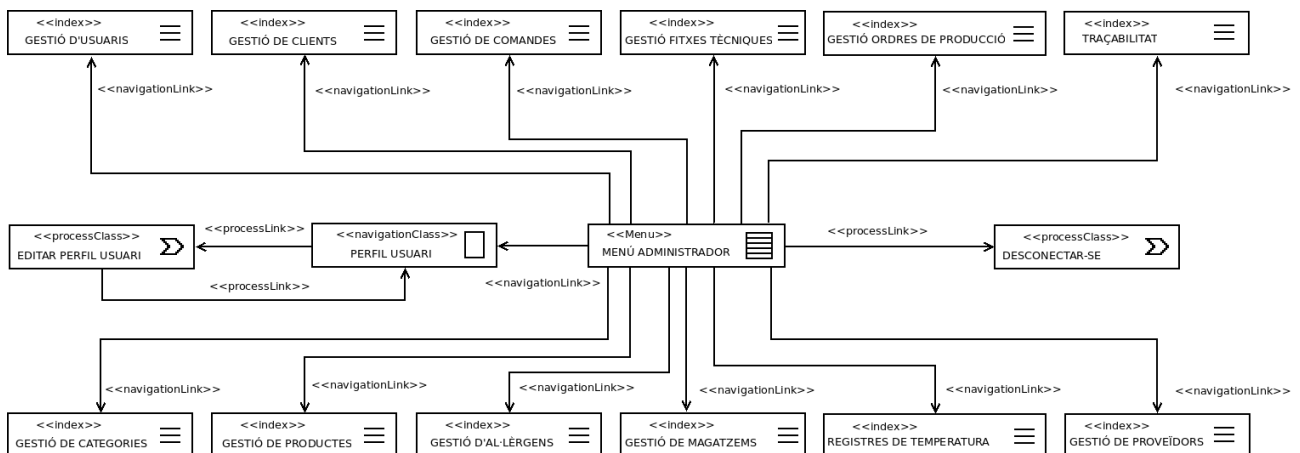 <<index>>
GESTIÓ D'USUARIS
<<index>>
GESTIÓ DE CLIENTS
<<index>>
GESTIÓ DE COMANDES
<<index>>
GESTIÓ FITXES TÈCNIQUES
<<index>>
GESTIÓ ORDRES DE PRODUCCIÓ
<<index>>
TRAÇABILITAT
<<navigationLink>>
<<navigationLink>>
<<navigationLink>>
<<navigationLink>>
<<navigationLink>>
<<navigationLink>>
<<processClass>>
EDITAR PERFIL USUARI
<<processLink>>
<<navigationClass>>
PERFIL USUARI
<<Menu>>
MENÚ ADMINISTRADOR
<<processLink>>
<<processClass>>
DESCONECTAR-SE
<<processLink>>
<<navigationLink>>
<<navigationLink>>
<<navigationLink>>
<<navigationLink>>
<<navigationLink>>
<<navigationLink>>
<<navigationLink>>
<<index>>
GESTIÓ DE CATEGORIES
<<index>>
GESTIÓ DE PRODUCTES
<<index>>
GESTIÓ D'AL·LÈRGENS
<<index>>
GESTIÓ DE MAGATZEMS
<<index>>
REGISTRES DE TEMPERATURA
<<index>>
GESTIÓ DE PROVEÏDORS